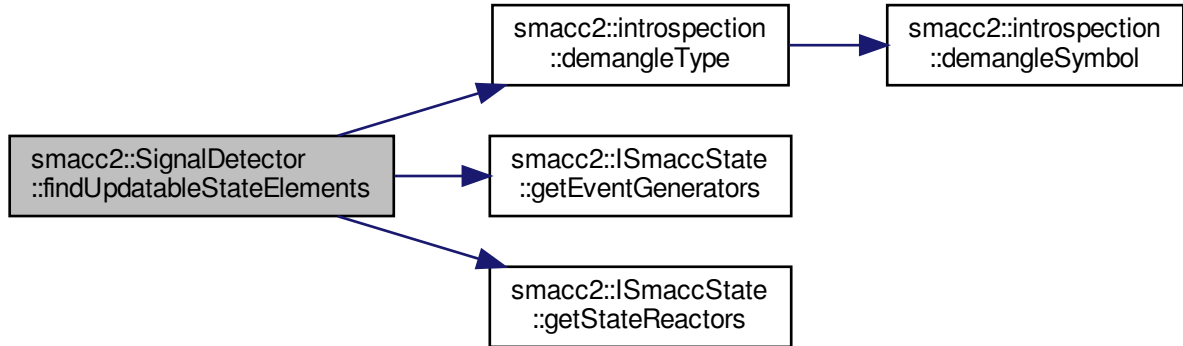 smacc2::introspection
::demangleType
smacc2::introspection
::demangleSymbol
smacc2::SignalDetector
::findUpdatableStateElements
smacc2::ISmaccState
::getEventGenerators
smacc2::ISmaccState
::getStateReactors